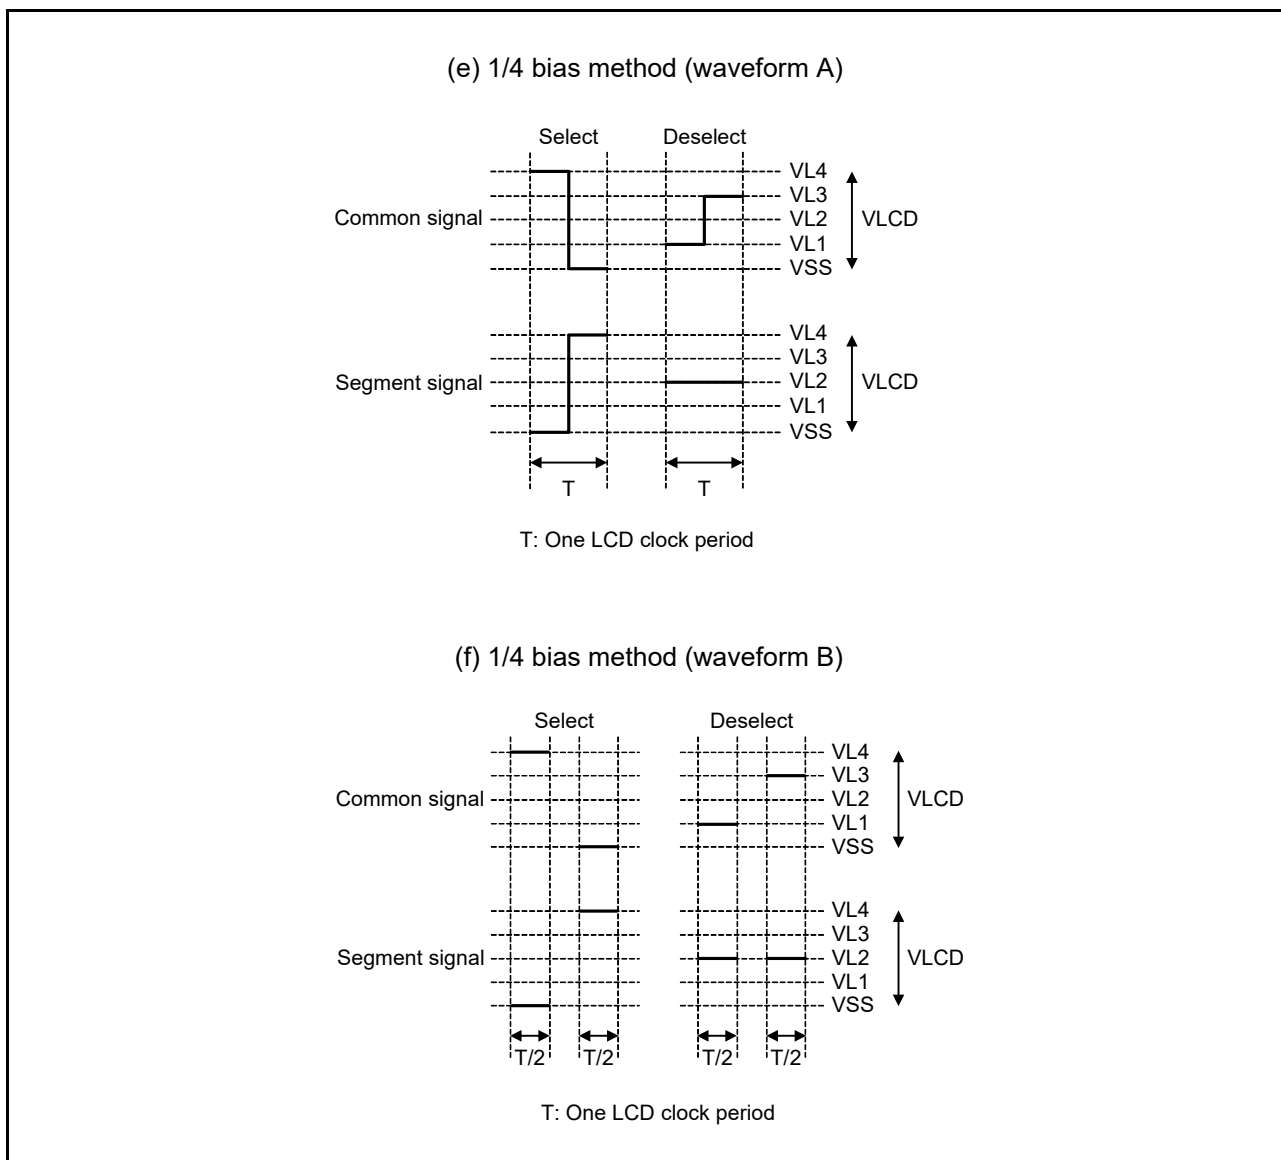 (e) 1/4 bias method (waveform A)
Select Deselect
VL4
VL3
Common signal VL2 VLCD
VL1
VSS
VL4
VL3
Segment signal VL2 VLCD
VL1
VSS
T T
T: One LCD clock period
(f) 1/4 bias method (waveform B)
Select Deselect
VL4
VL3
Common signal VL2 VLCD
VL1
VSS
VL4
VL3
Segment signal VL2 VLCD
VL1
VSS
T/2 T/2 T/2 T/2
T: One LCD clock period